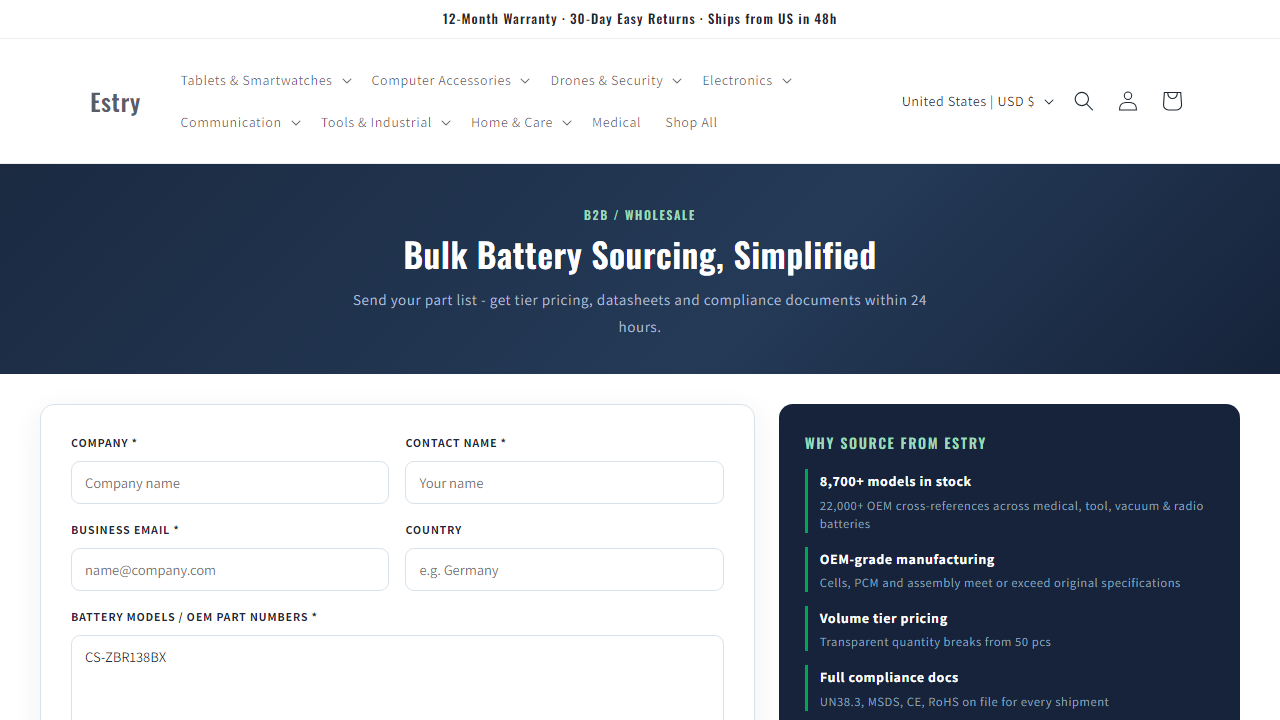 12-Month Warranty · 30-Day Easy Returns · Ships from US in 48h
Estry
Tablets & Smartwatches
Computer Accessories
Drones & Security
Electronics
Communication
Tools & Industrial
Home & Care
Medical
Shop All
United States | USD $
B2B / WHOLESALE
Bulk Battery Sourcing, Simplified
Send your part list - get tier pricing, datasheets and compliance documents within 24
hours.
COMPANY *
CONTACT NAME *
Company name
Your name
BUSINESS EMAIL *
COUNTRY
name@company.com
e.g. Germany
BATTERY MODELS / OEM PART NUMBERS *
CS-ZBR138BX
WHY SOURCE FROM ESTRY
8,700+ models in stock
22,000+ OEM cross-references across medical, tool, vacuum & radio
batteries
OEM-grade manufacturing
Cells, PCM and assembly meet or exceed original specifications
Volume tier pricing
Transparent quantity breaks from 50 pcs
Full compliance docs
UN38.3, MSDS, CE, RoHS on file for every shipment